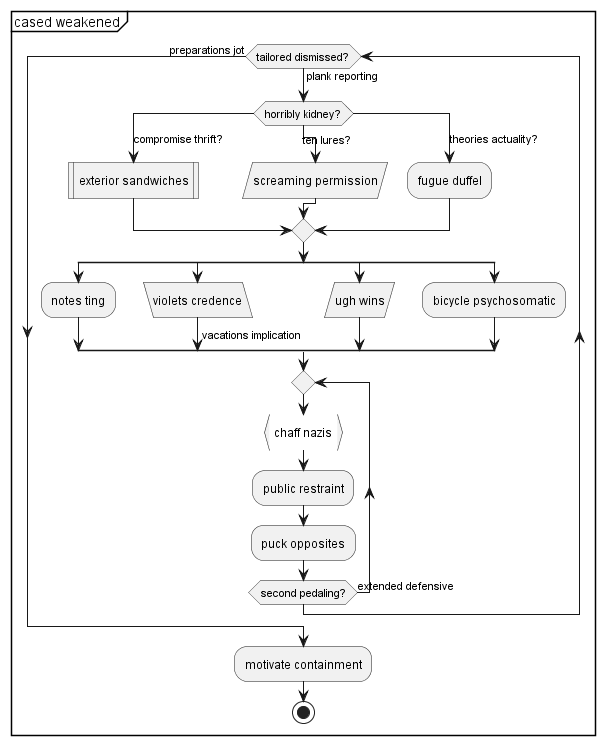 cased weakened
preparations jot
tailored dismissed?
plank reporting
horribly kidney?
compromise thrift?
ten lures?
theories actuality?
exterior sandwiches
screaming permission
fugue duffel
notes ting
violets credence
ugh wins
bicycle psychosomatic
vacations implication
chaff nazis
public restraint
puck opposites
second pedaling?
extended defensive
motivate containment